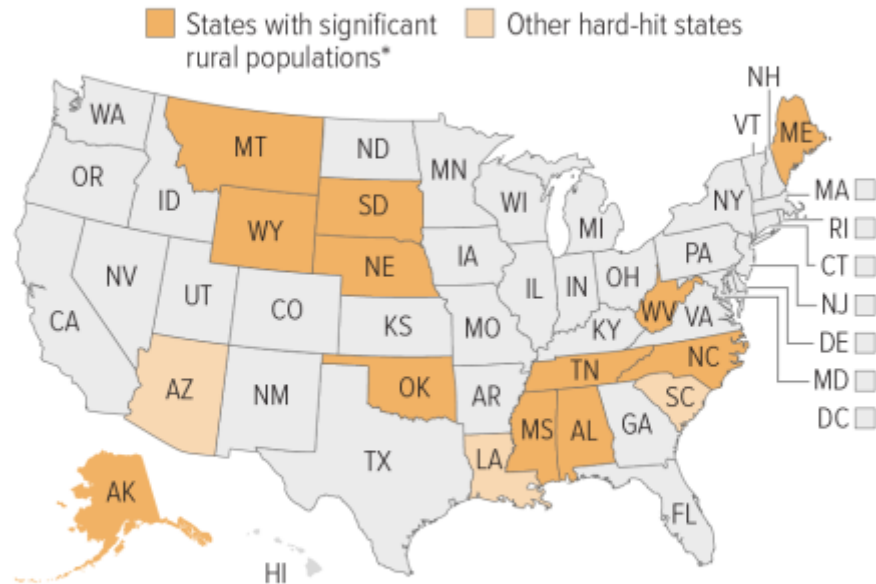 States with significant
rural populations*
Other hard-hit states
NH
WA
VT
ME
MT
ND
MN
OR
ID
SD
WI
NY
MA
WY
MI
RI
IA
PA
CT
NE
NV
OH
IL
IN
NJ
UT
CO
WV
CA
KS
MO
KY
VA
DE
TN
NC
MD
AZ
OK
NM
AR
SC
DC
MS
AL
GA
LA
TX
AK
FL
HI